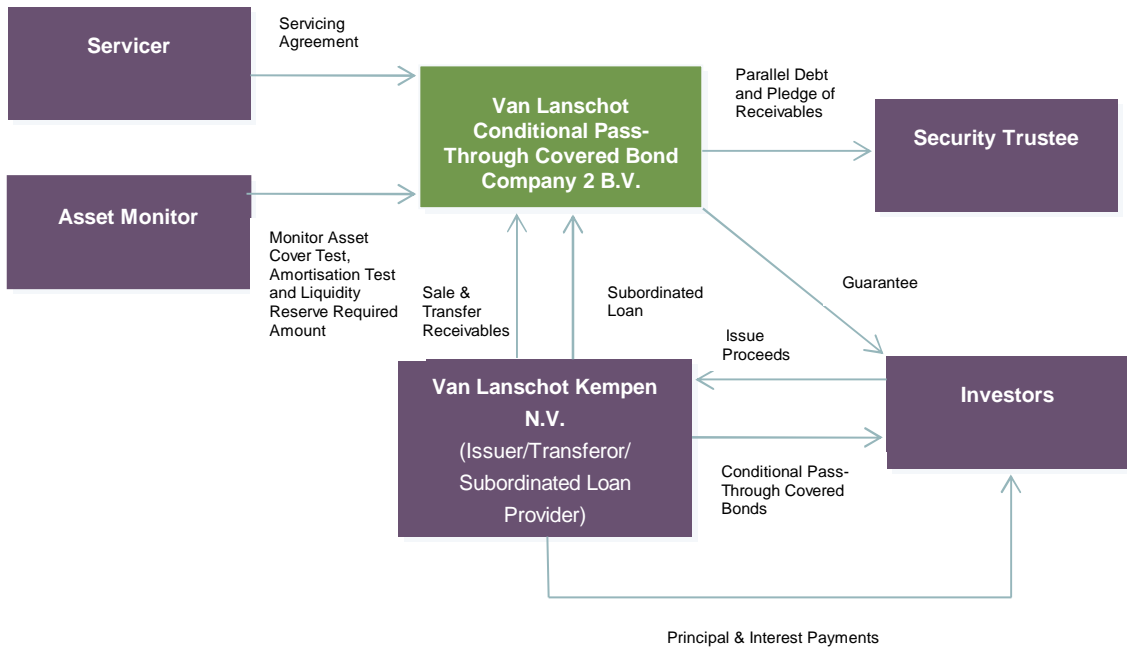 Servicer
Servicing
Agreement
Van Lanschot
Conditional Pass-
Through Covered Bond
Company 2 B.V.
Parallel Debt
and Pledge of
Receivables
Security Trustee
Asset Monitor
Monitor Asset
Cover Test,
Amortisation Test
and Liquidity
Reserve Required
Amount
Sale &
Transfer
Receivables
Subordinated
Loan
Guarantee
Issue
Proceeds
Van Lanschot Kempen
N.V.
(Issuer/Transferor/
Subordinated Loan
Provider)
Investors
Conditional Pass-
Through Covered
Bonds
Principal & Interest Payments